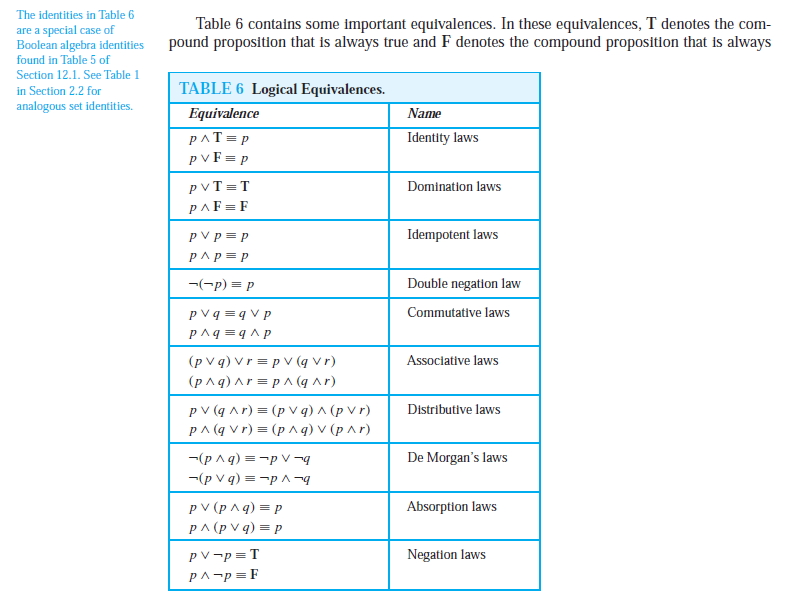 The identities in Table 6
are a special case of
Boolean algebra identities
found in Table 5 of
Section 12.1. See Table 1
in Section 2.2 for
analogous set identities.
Table 6 contains some important equivalences. In these equivalences, T denotes the com-
pound proposition that is always true and F denotes the compound proposition that is always
TABLE 6 Logical Equivalences.
Equivalence Name
p ∧ T ≡ p Identity laws
p ∨ F ≡ p
p ∨ T ≡ T Domination laws
p ∧ F ≡ F
p ∨ p ≡ p Idempotent laws
p ∧ p ≡ p
¬(¬p) ≡ p Double negation law
p ∨ q ≡ q ∨ p Commutative laws
p ∧ q ≡ q ∧ p
(p ∨ q) ∨ r ≡ p ∨ (q ∨ r) Associative laws
(p ∧ q) ∧ r ≡ p ∧ (q ∧ r)
p ∨ (q ∧ r) ≡ (p ∨ q) ∧ (p ∨ r) Distributive laws
p ∧ (q ∨ r) ≡ (p ∧ q) ∨ (p ∧ r)
¬(p ∧ q) ≡ ¬p ∨ ¬q De Morgan's laws
¬(p ∨ q) ≡ ¬p ∧ ¬q
p ∨ (p ∧ q) ≡ p Absorption laws
p ∧ (p ∨ q) ≡ p
p ∨ ¬p ≡ T Negation laws
p ∧ ¬p ≡ F